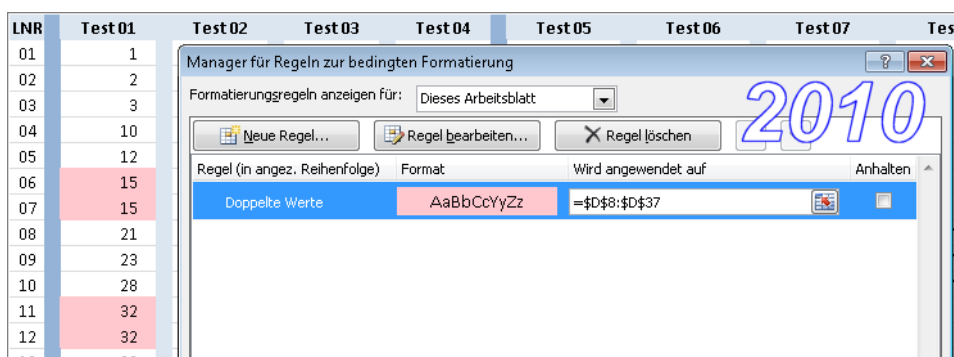 LNR Test 01 Test 02 Test 03 Test 04 Test 05 Test 06 Test 07 Tes
01 1
02 2
03 3
04 10
05 12
06 15
07 15
08 21
09 23
10 28
11 32
12 32
Manager für Regeln zur bedingten Formatierung
Formatierungsregeln anzeigen für: Dieses Arbeitsblatt
2010
Neue Regel... Regel bearbeiten... Regel löschen
Regel (in angez. Reihenfolge) Format Wird angewendet auf Anhalten
Doppelte Werte AaBbCcYyZz =$D$8:$D$37